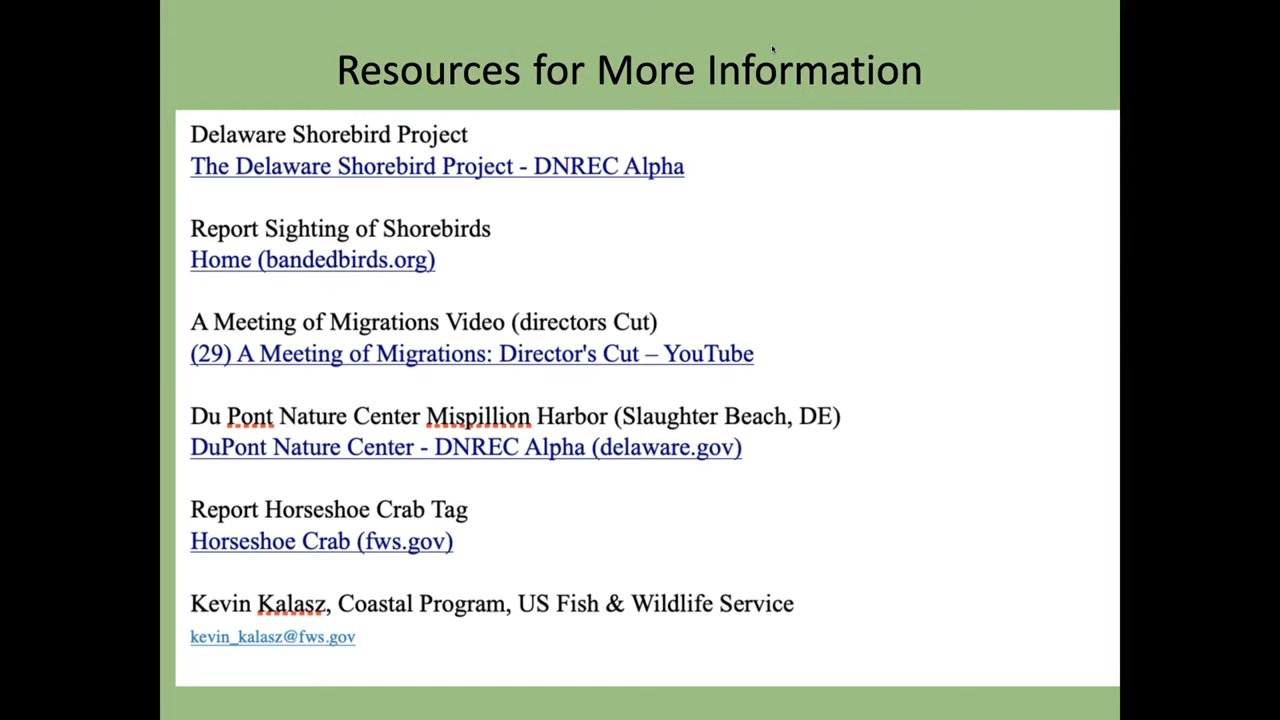 Resources for More Information
Delaware Shorebird Project
The Delaware Shorebird Project - DNREC Alpha
Report Sighting of Shorebirds
Home (bandedbirds.org)
A Meeting of Migrations Video (directors Cut)
(29) A Meeting of Migrations: Director's Cut – YouTube
Du Pont Nature Center Mispillion Harbor (Slaughter Beach, DE)
DuPont Nature Center - DNREC Alpha (delaware.gov)
Report Horseshoe Crab Tag
Horseshoe Crab (fws.gov)
Kevin Kalasz, Coastal Program, US Fish & Wildlife Service
kevin_kalasz@fws.gov